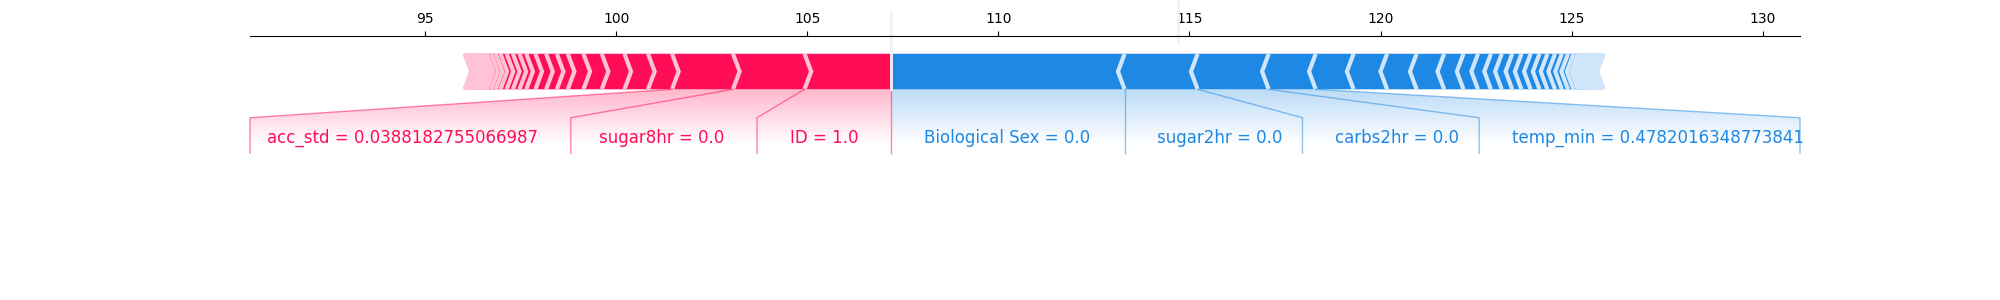 95 100 105 110 115 120 125 130
acc_std = 0.0388182755066987 sugar8hr = 0.0 ID = 1.0 Biological Sex = 0.0 sugar2hr = 0.0 carbs2hr = 0.0 temp_min = 0.4782016348773841